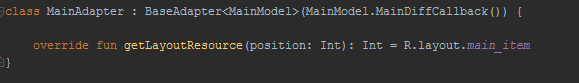 class MainAdapter : BaseAdapter<MainModel>(MainModel.MainDiffCallback()) {
override fun getLayoutResource(position: Int): Int = R.layout.main_item
}